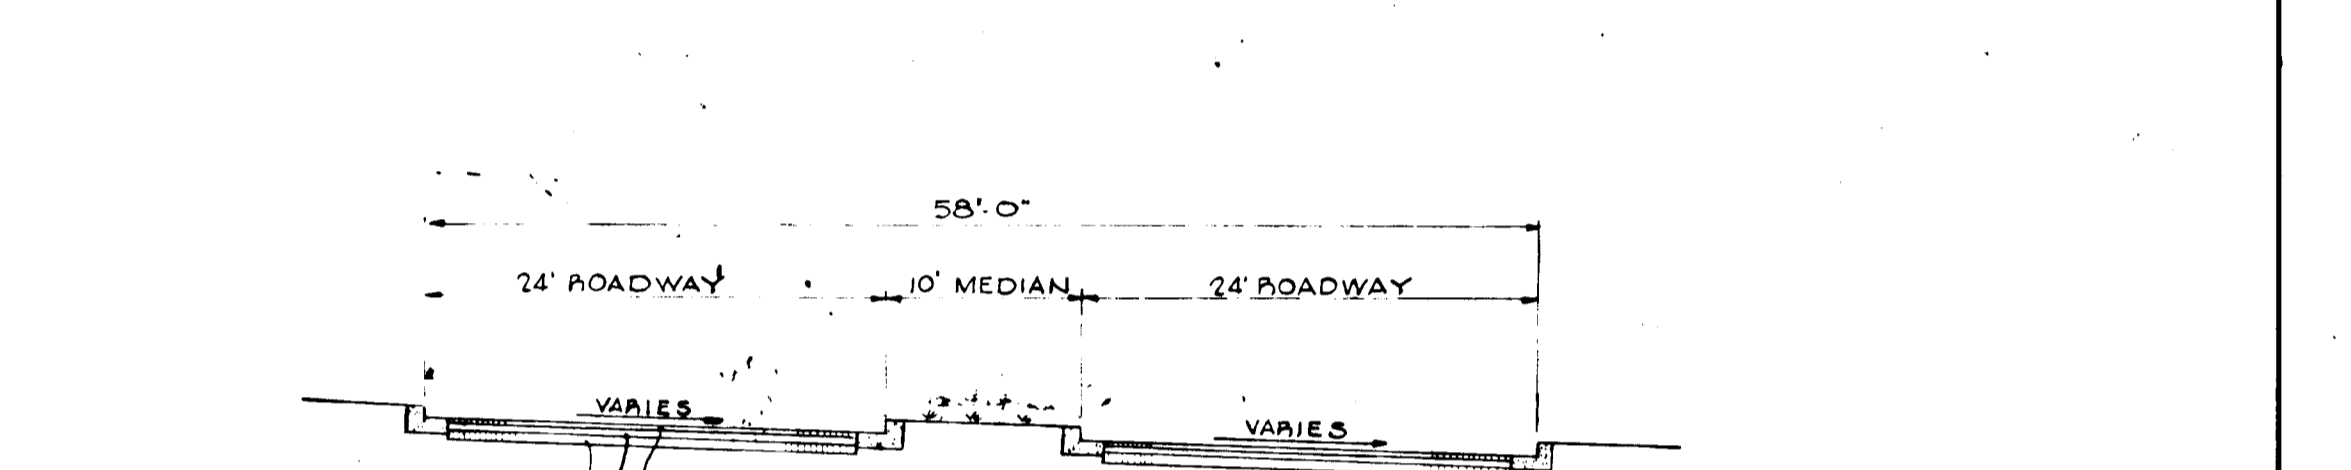 58'-0"
24' ROADWAY 10' MEDIAN 24' ROADWAY
VARIES
VARIES